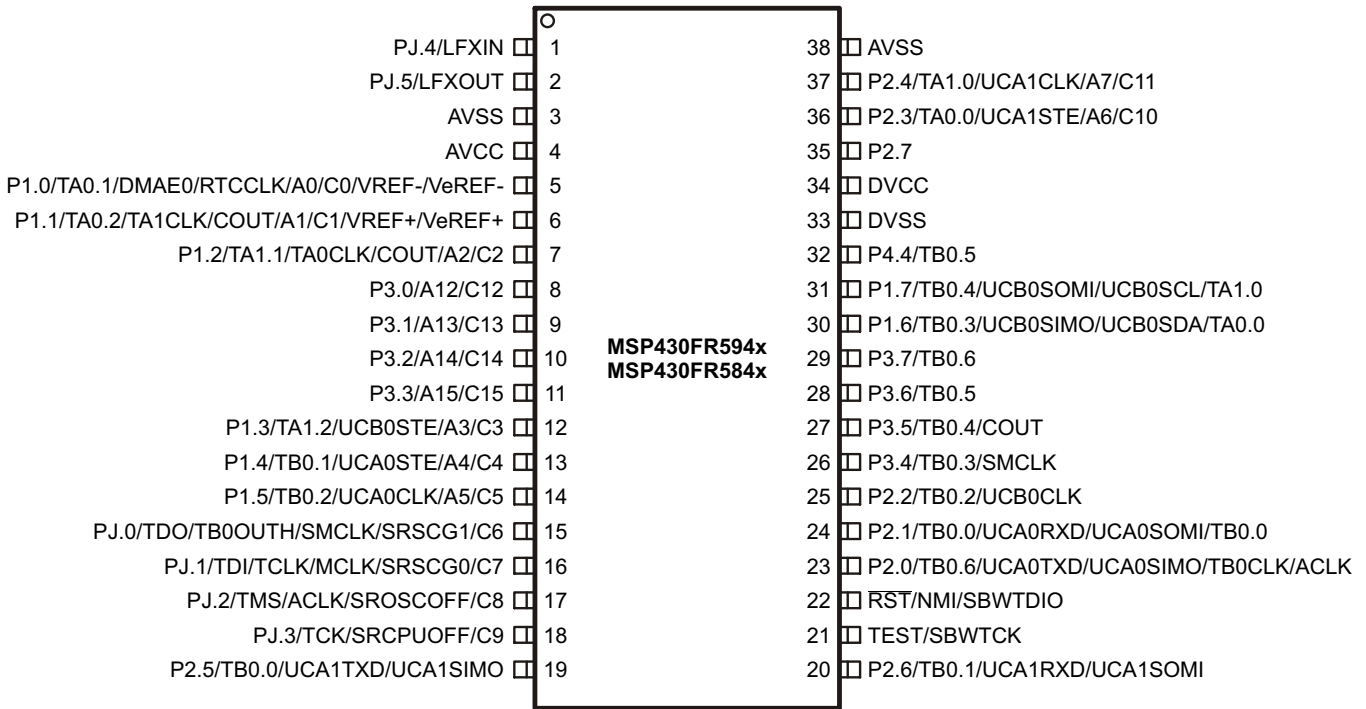 PJ.4/LFXIN 1
PJ.5/LFXOUT 2
AVSS 3
AVCC 4
P1.0/TA0.1/DMAE0/RTCCLK/A0/C0/VREF-/VeREF- 5
P1.1/TA0.2/TA1CLK/COUT/A1/C1/VREF+/VeREF+ 6
P1.2/TA1.1/TA0CLK/COUT/A2/C2 7
P3.0/A12/C12 8
P3.1/A13/C13 9
P3.2/A14/C14 10
P3.3/A15/C15 11
P1.3/TA1.2/UCB0STE/A3/C3 12
P1.4/TB0.1/UCA0STE/A4/C4 13
P1.5/TB0.2/UCA0CLK/A5/C5 14
PJ.0/TDO/TB0OUTH/SMCLK/SRSCG1/C6 15
PJ.1/TDI/TCLK/MCLK/SRSCG0/C7 16
PJ.2/TMS/ACLK/SROSCOFF/C8 17
PJ.3/TCK/SRCPUOFF/C9 18
P2.5/TB0.0/UCA1TXD/UCA1SIMO 19
MSP430FR594x
MSP430FR584x
38 AVSS
37 P2.4/TA1.0/UCA1CLK/A7/C11
36 P2.3/TA0.0/UCA1STE/A6/C10
35 P2.7
34 DVCC
33 DVSS
32 P4.4/TB0.5
31 P1.7/TB0.4/UCB0SOMI/UCB0SCL/TA1.0
30 P1.6/TB0.3/UCB0SIMO/UCB0SDA/TA0.0
29 P3.7/TB0.6
28 P3.6/TB0.5
27 P3.5/TB0.4/COUT
26 P3.4/TB0.3/SMCLK
25 P2.2/TB0.2/UCB0CLK
24 P2.1/TB0.0/UCA0RXD/UCA0SOMI/TB0.0
23 P2.0/TB0.6/UCA0TXD/UCA0SIMO/TB0CLK/ACLK
22 RST/NMI/SBWTDIO
21 TEST/SBWTCK
20 P2.6/TB0.1/UCA1RXD/UCA1SOMI